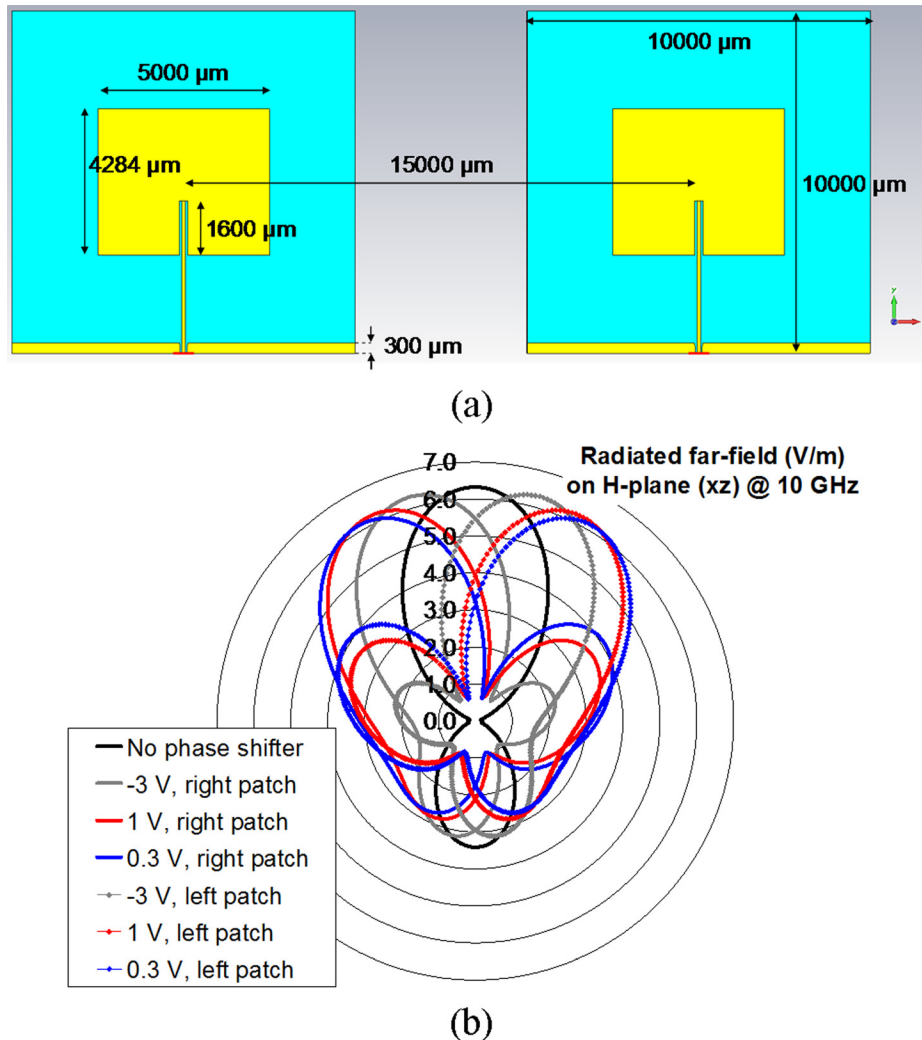 5000 µm
10000 µm
4284 µm
15000 µm
10000 µm
1600 µm
300 µm
y
(a)
Radiated far-field (V/m)
on H-plane (xz) @ 10 GHz
7.0
6.0
5.0
4.0
3.0
2.0
1.0
0.0
No phase shifter
-3 V, right patch
1 V, right patch
0.3 V, right patch
-3 V, left patch
1 V, left patch
0.3 V, left patch
(b)